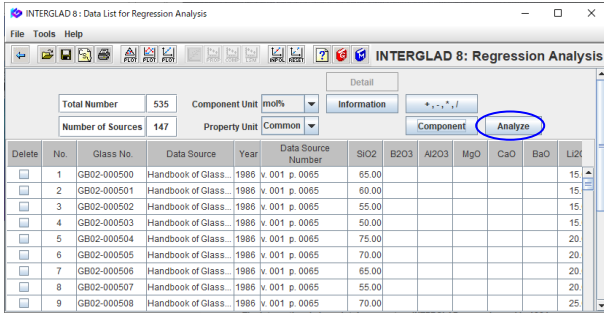 INTERGLAD 8 : Data List for Regression Analysis
File Tools Help
PLOT PLOT PLOT INFOL RESET INTERGLAD 8: Regression Analysis
Detail
Total Number 535 Component Unit mol% Information + , - , * , /
Number of Sources 147 Property Unit Common Component Analyze
Delete No. Glass No. Data Source Year Data Source Number SiO2 B2O3 Al2O3 MgO CaO BaO Li2O
1 GB02-000500 Handbook of Glass... 1986 v. 001 p. 0065 65.00 15.
2 GB02-000501 Handbook of Glass... 1986 v. 001 p. 0065 60.00 15.
3 GB02-000502 Handbook of Glass... 1986 v. 001 p. 0065 55.00 15.
4 GB02-000503 Handbook of Glass... 1986 v. 001 p. 0065 50.00 15.
5 GB02-000504 Handbook of Glass... 1986 v. 001 p. 0065 75.00 20.
6 GB02-000505 Handbook of Glass... 1986 v. 001 p. 0065 70.00 20.
7 GB02-000506 Handbook of Glass... 1986 v. 001 p. 0065 65.00 20.
8 GB02-000507 Handbook of Glass... 1986 v. 001 p. 0065 55.00 20.
9 GB02-000508 Handbook of Glass... 1986 v. 001 p. 0065 70.00 25.